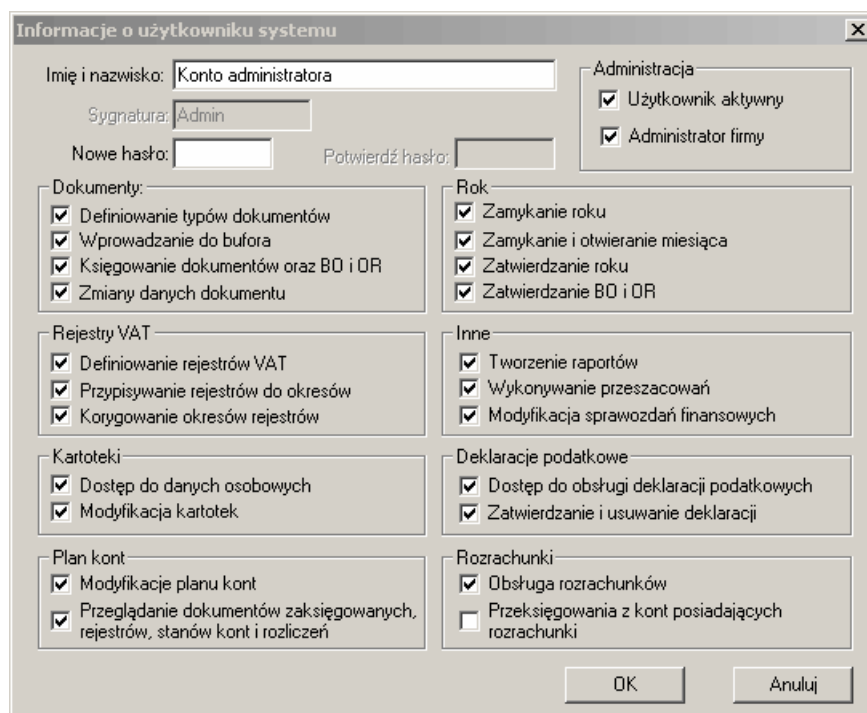 Informacje o użytkowniku systemu
Imię i nazwisko: Konto administratora
Sygnatura: Admin
Nowe hasło:
Potwierdź hasło:
Administracja
Użytkownik aktywny
Administrator firmy
Dokumenty:
Definiowanie typów dokumentów
Wprowadzanie do bufora
Księgowanie dokumentów oraz BO i OR
Zmiany danych dokumentu
Rok
Zamykanie roku
Zamykanie i otwieranie miesiąca
Zatwierdzanie roku
Zatwierdzanie BO i OR
Rejestry VAT
Definiowanie rejestrów VAT
Przypisywanie rejestrów do okresów
Korygowanie okresów rejestrów
Inne
Tworzenie raportów
Wykonywanie przeszacowań
Modyfikacja sprawozdań finansowych
Kartoteki
Dostęp do danych osobowych
Modyfikacja kartotek
Deklaracje podatkowe
Dostęp do obsługi deklaracji podatkowych
Zatwierdzanie i usuwanie deklaracji
Plan kont
Modyfikacje planu kont
Przeglądanie dokumentów zaksięgowanych,
rejestrów, stanów kont i rozliczeń
Rozrachunki
Obsługa rozrachunków
Przeksięgowania z kont posiadających
rozrachunki
OK
Anuluj